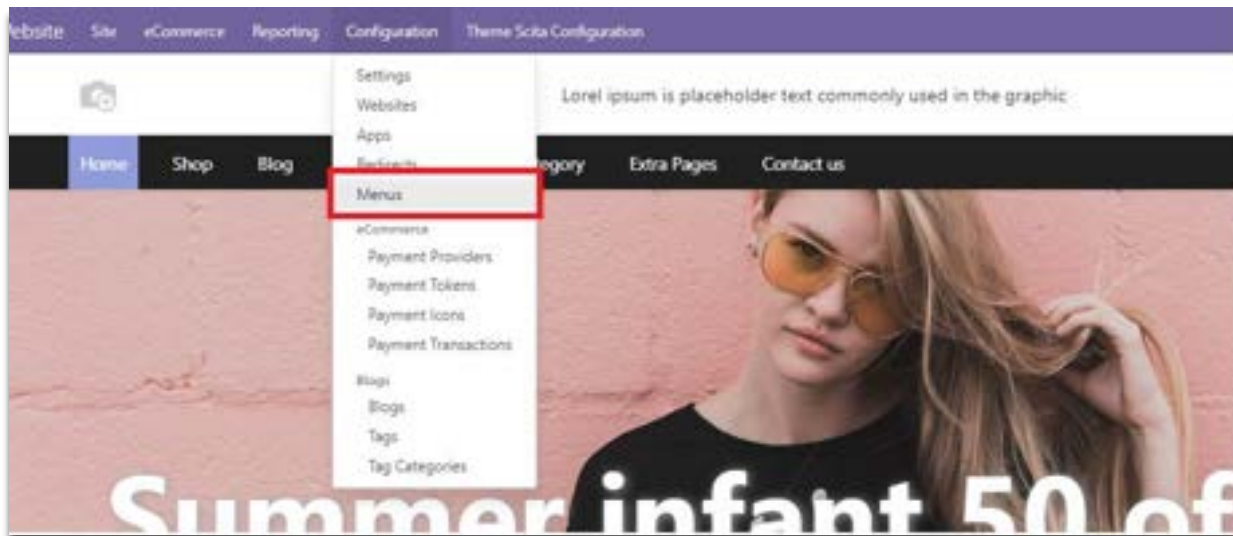 ebsite Site eCommerce Reporting Configuration Theme Scita Configuration
Settings
Websites
Apps
Redirects
Menus
eCommerce
Payment Providers
Payment Tokens
Payment Icons
Payment Transactions
Blogs
Blogs
Tags
Tag Categories
Lorel ipsum is placeholder text commonly used in the graphic
Home Shop Blog egory Extra Pages Contact us
Summer infant 50 of